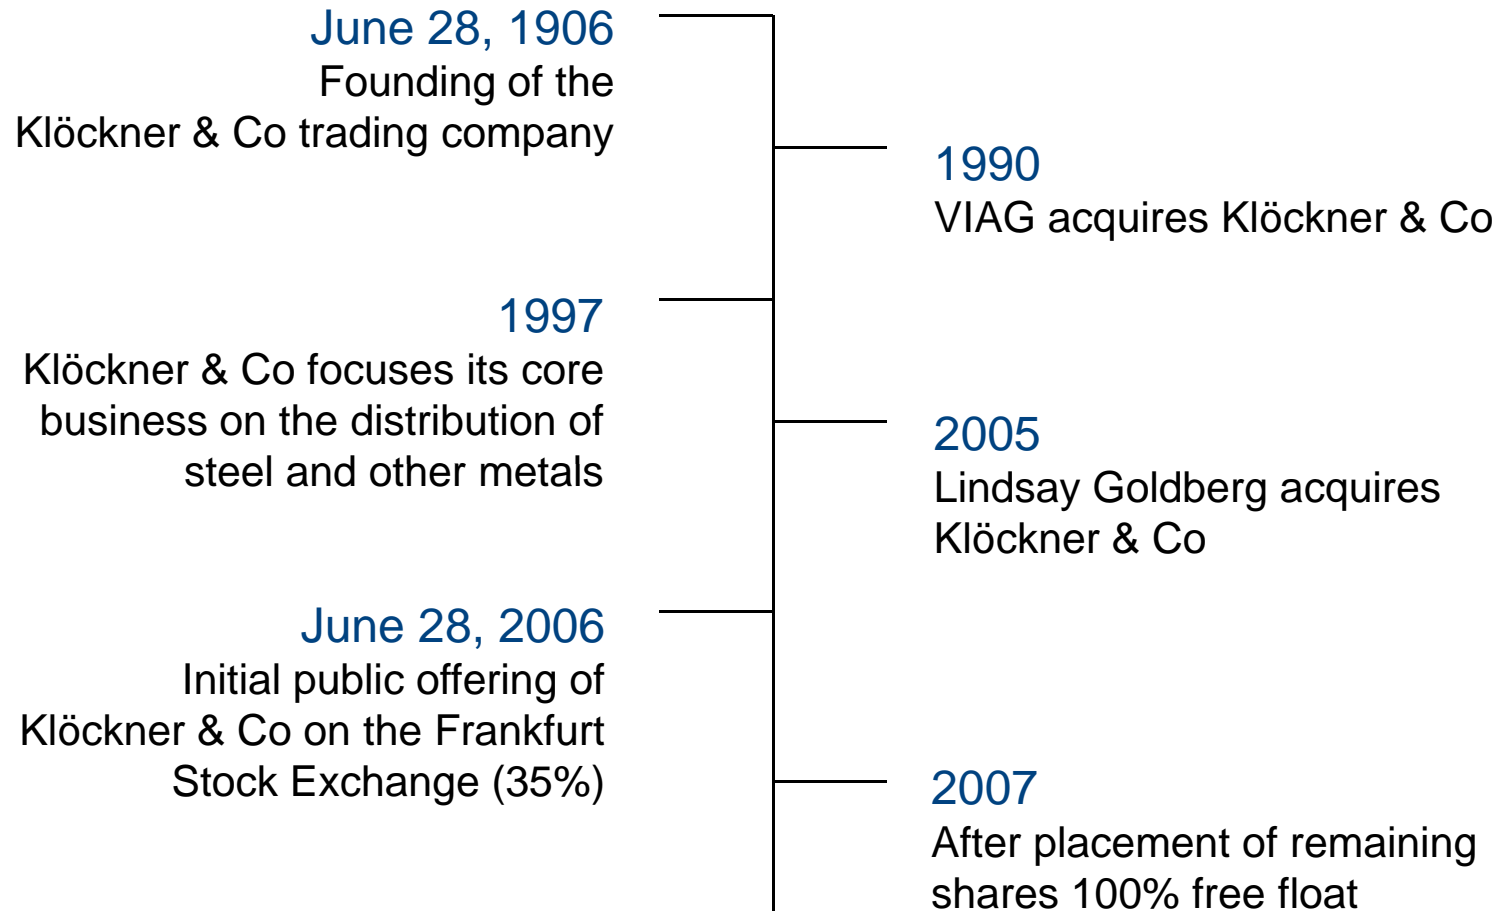 June 28, 1906
Founding of the
Klöckner & Co trading company
1990
VIAG acquires Klöckner & Co
1997
Klöckner & Co focuses its core
business on the distribution of
steel and other metals
2005
Lindsay Goldberg acquires
Klöckner & Co
June 28, 2006
Initial public offering of
Klöckner & Co on the Frankfurt
Stock Exchange (35%)
2007
After placement of remaining
shares 100% free float